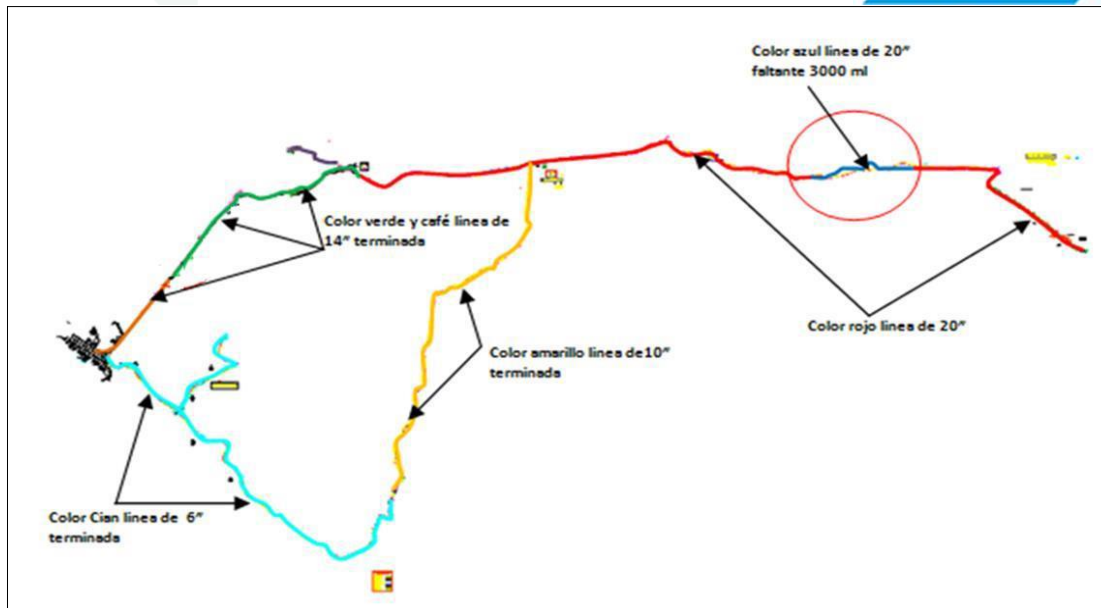 Color azul linea de 20"
faltante 3000 ml
Color verde y café linea de
14" terminada
Color rojo linea de 20"
Color amarillo linea de10"
terminada
Color Cian linea de 6"
terminada